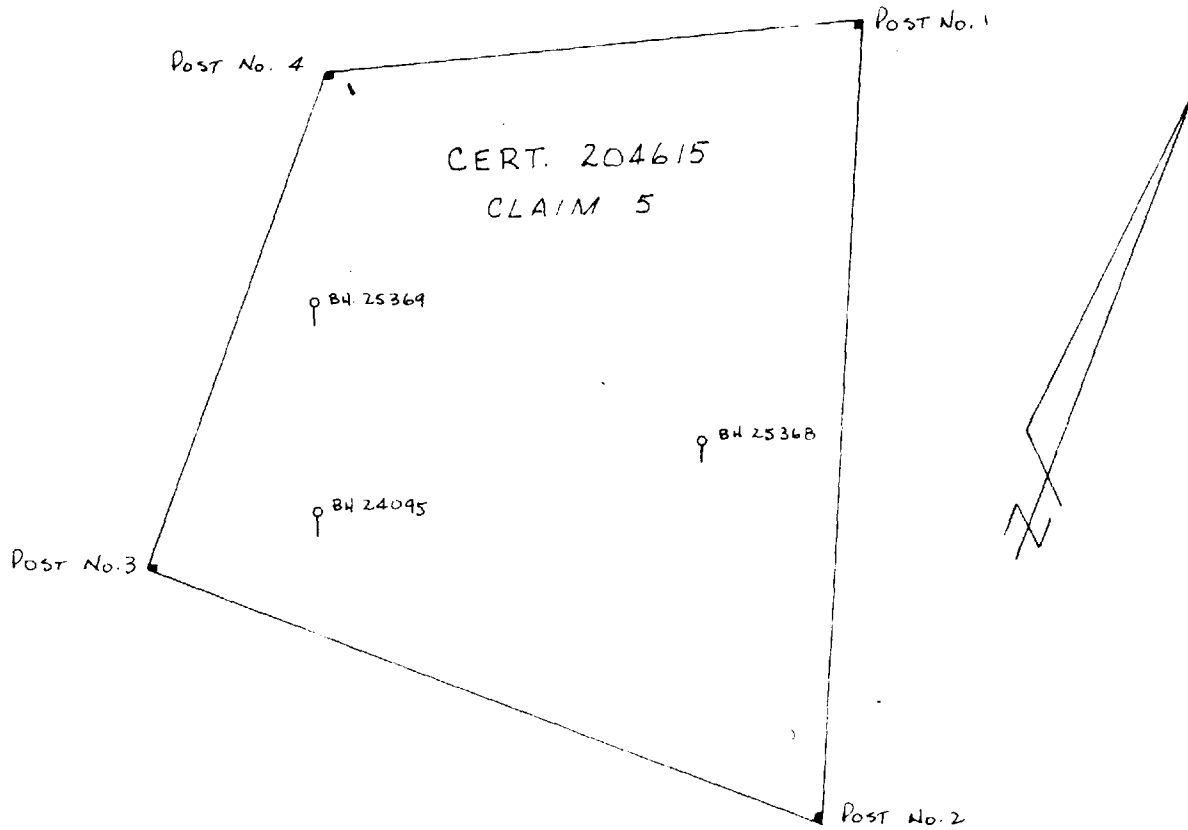 Post No. 1
Post No. 4
CERT. 204615
CLAIM 5
BH. 25369
BH 25368
BH 24095
Post No. 3
N
Post No. 2